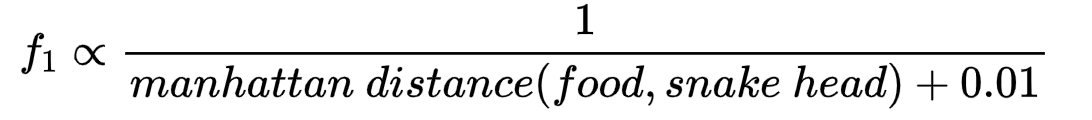 f₁ ∝ 1 / manhattan distance(food, snake head) + 0.01